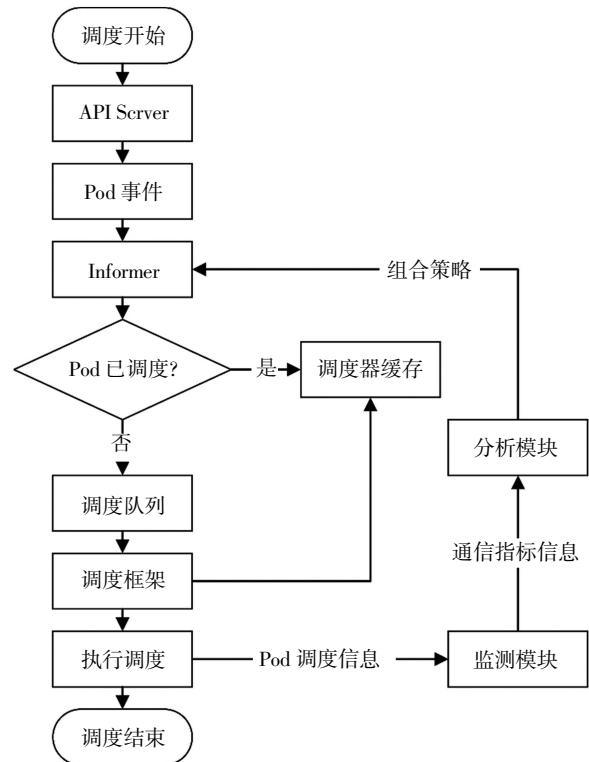 调度开始
API Scrver
Pod 事件
Informer
组合策略
Pod 已调度?
是
调度器缓存
否
分析模块
调度队列
通信指标信息
调度框架
执行调度
Pod 调度信息
监测模块
调度结束